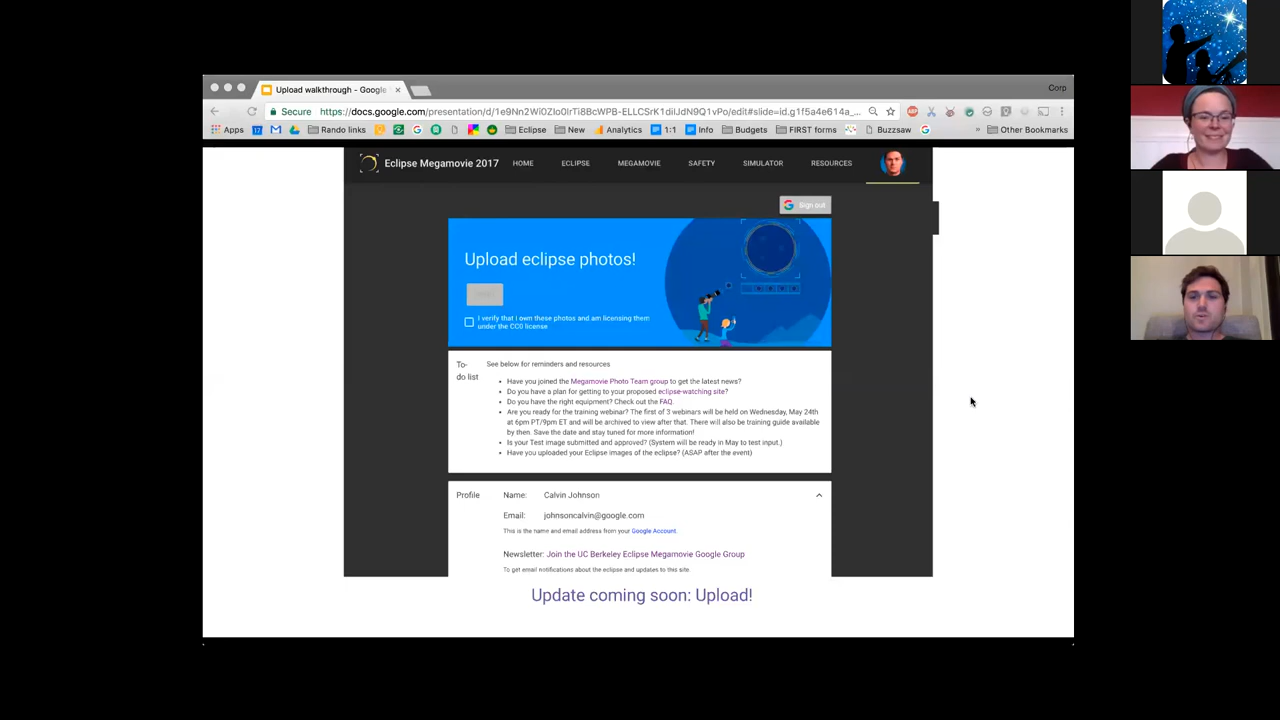 Upload walkthrough - Google
Corp
Secure https://docs.google.com/presentation/d/1e9Nn2Wi0ZIo0lrTi8BcWPB-ELLCSrK1diIJdN9Q1vPo/edit#slide=id.g1f5a4e614a_...
Apps 17 Rando links Eclipse New Analytics 1:1 Info Budgets FIRST forms Buzzsaw » Other Bookmarks
Eclipse Megamovie 2017 HOME ECLIPSE MEGAMOVIE SAFETY SIMULATOR RESOURCES
Sign out
Upload eclipse photos!
I verify that I own these photos and am licensing them
under the CC0 license
To-
do list
See below for reminders and resources
• Have you joined the Megamovie Photo Team group to get the latest news?
• Do you have a plan for getting to your proposed eclipse-watching site?
• Do you have the right equipment? Check out the FAQ.
• Are you ready for the training webinar? The first of 3 webinars will be held on Wednesday, May 24th
at 6pm PT/9pm ET and will be archived to view after that. There will also be training guide available
by then. Save the date and stay tuned for more information!
• Is your Test image submitted and approved? (System will be ready in May to test input.)
• Have you uploaded your Eclipse images of the eclipse? (ASAP after the event)
Profile Name: Calvin Johnson
Email: johnsoncalvin@google.com
This is the name and email address from your Google Account.
Newsletter: Join the UC Berkeley Eclipse Megamovie Google Group
To get email notifications about the eclipse and updates to this site.
Update coming soon: Upload!